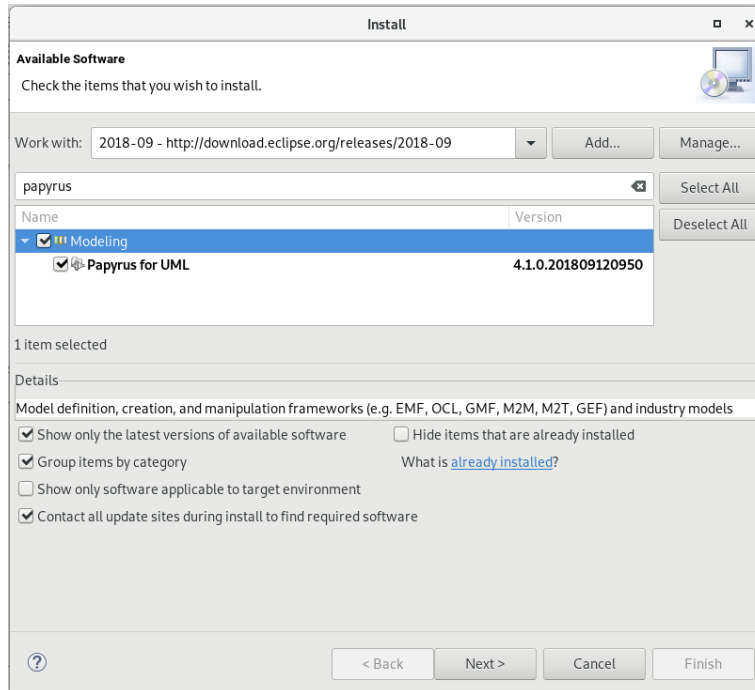 Install
Available Software
Check the items that you wish to install.
Work with: 2018-09 - http://download.eclipse.org/releases/2018-09 Add... Manage...
papyrus Select All
Name Version Deselect All
Modeling
Papyrus for UML 4.1.0.201809120950
1 item selected
Details
Model definition, creation, and manipulation frameworks (e.g. EMF, OCL, GMF, M2M, M2T, GEF) and industry models
Show only the latest versions of available software Hide items that are already installed
Group items by category What is already installed?
Show only software applicable to target environment
Contact all update sites during install to find required software
? < Back Next > Cancel Finish